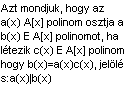 Azt mondjuk, hogy az
a(x) A[x] polinom osztja a
b(x) E A[x] polinomot, ha
létezik c(x) E A[x] polinom
hogy b(x)=a(x)c(x), jelölé
s:a(x)|b(x)